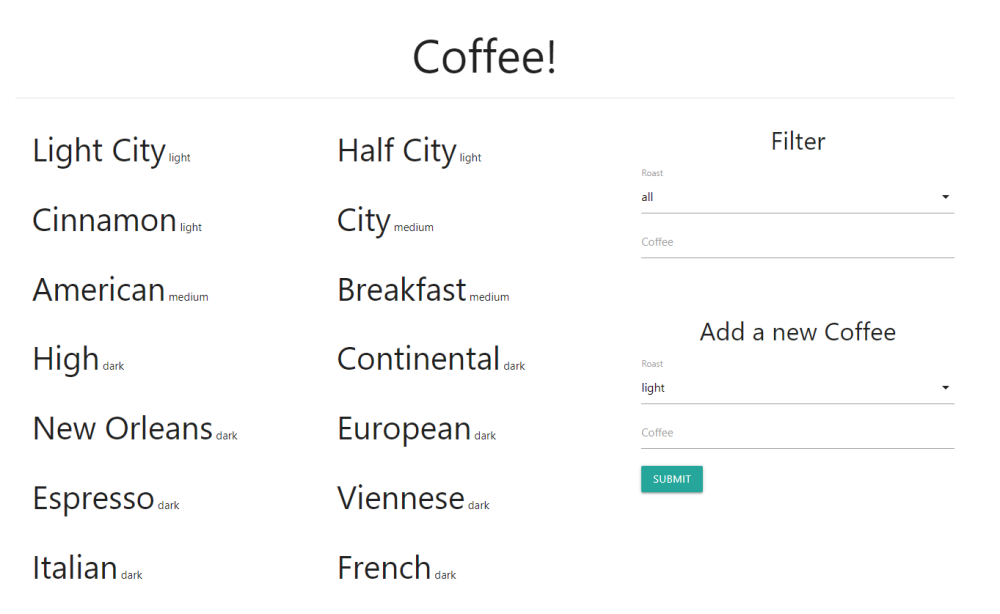 Coffee!
Light City light
Half City light
Cinnamon light
City medium
American medium
Breakfast medium
High dark
Continental dark
New Orleans dark
European dark
Espresso dark
Viennese dark
Italian dark
French dark
Filter
Roast
all
Coffee
Add a new Coffee
Roast
light
Coffee
SUBMIT